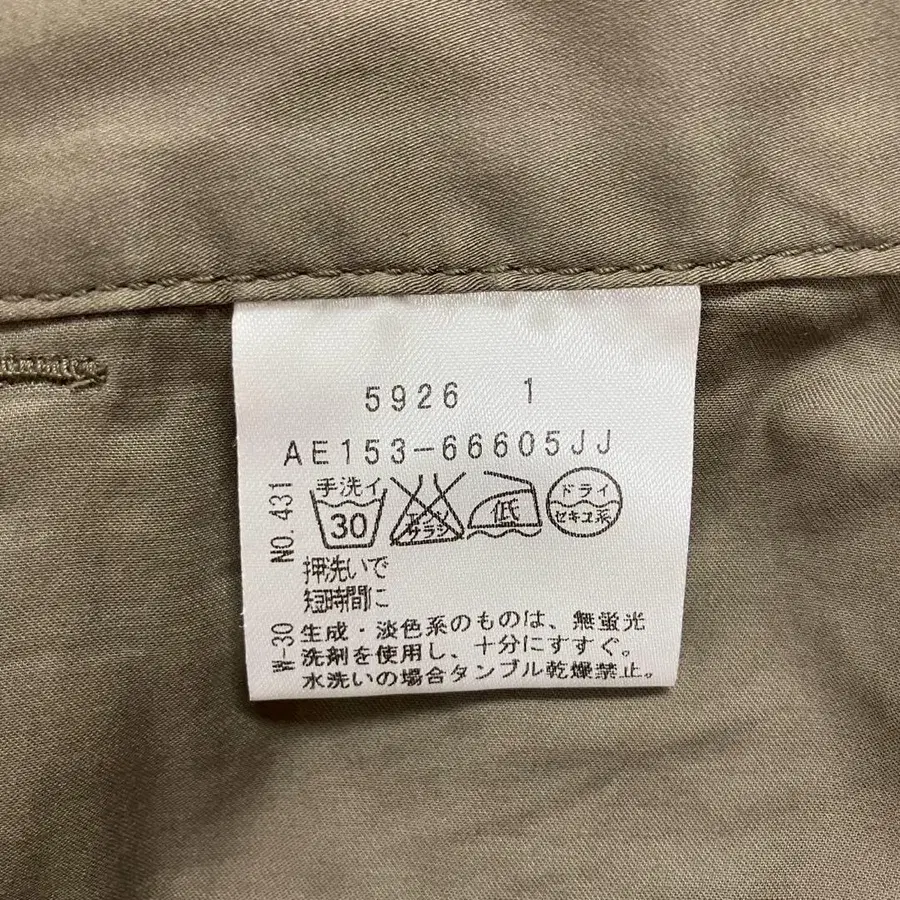 5926 1
AE153-66605JJ
手洗イ
30
エンソ
サラシ
低
ドライ
セキユ系
押洗いで
短時間に
生成・淡色系のものは、無蛍光
洗剤を使用し、十分にすすぐ。
水洗いの場合タンブル乾燥禁止。
W-30 NO.431